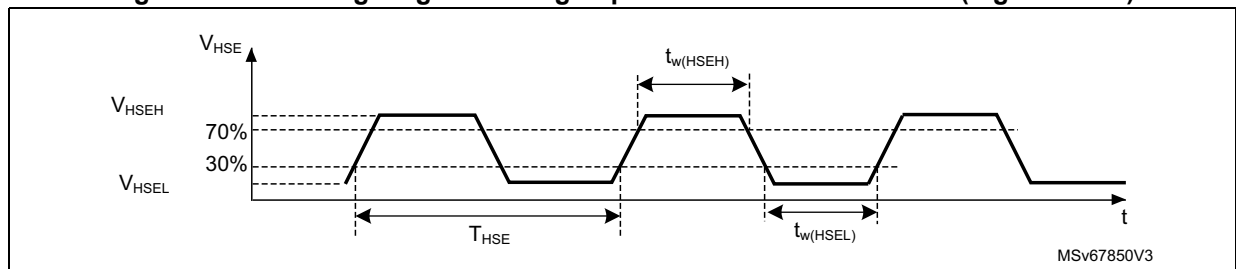 V_HSE
t_w(HSEH)
V_HSEH
70%
30%
V_HSEL
T_HSE
t_w(HSEL)
t
MSv67850V3